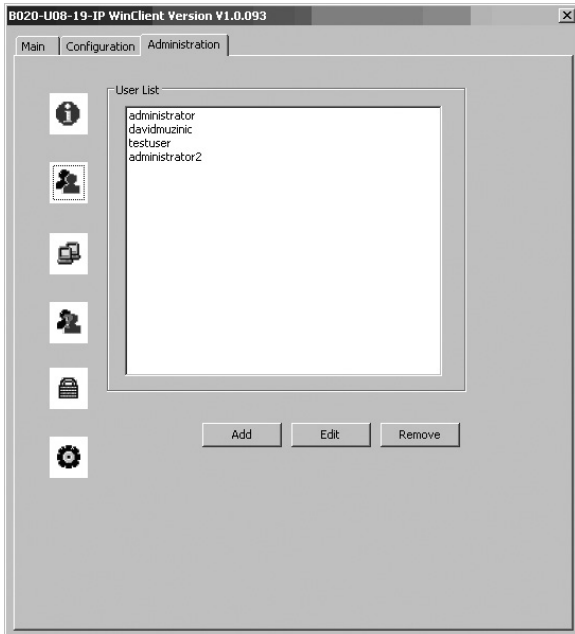 B020-U08-19-IP WinClient Version V1.0.093
Main Configuration Administration
User List
administrator
davidmuzinic
testuser
administrator2
Add Edit Remove